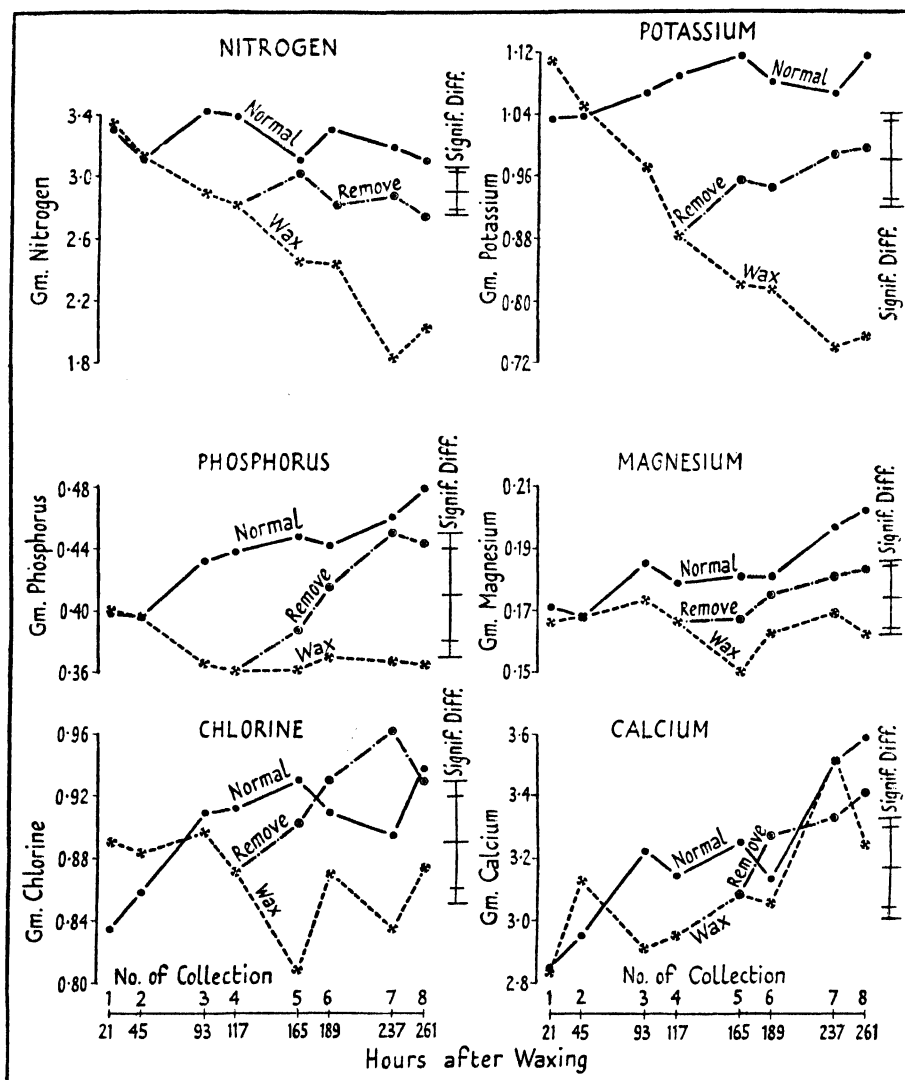 NITROGEN
Gm. Nitrogen
3·4
3·0
2·6
2·2
1·8
Normal
Remove
Wax
Signif. Diff.
POTASSIUM
Gm. Potassium
1·12
1·04
0·96
0·88
0·80
0·72
Normal
Remove
Wax
Signif. Diff.
PHOSPHORUS
Gm. Phosphorus
0·48
0·44
0·40
0·36
Normal
Remove
Wax
Signif. Diff.
MAGNESIUM
Gm. Magnesium
0·21
0·19
0·17
0·15
Normal
Remove
Wax
Signif. Diff.
CHLORINE
Gm. Chlorine
0·96
0·92
0·88
0·84
0·80
Normal
Remove
Wax
Signif. Diff.
CALCIUM
Gm. Calcium
3·6
3·4
3·2
3·0
2·8
Normal
Remove
Wax
Signif. Diff.
No. of Collection
1 2 3 4 5 6 7 8
21 45 93 117 165 189 237 261
No. of Collection
1 2 3 4 5 6 7 8
21 45 93 117 165 189 237 261
Hours after Waxing